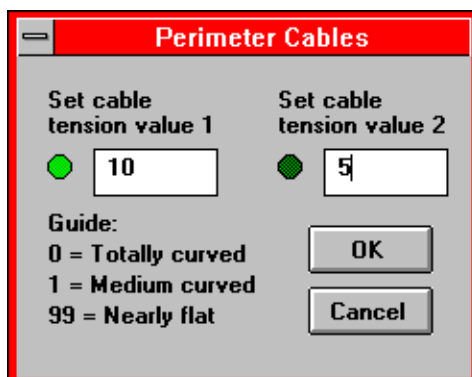 Perimeter Cables
Set cable
tension value 1
10
Set cable
tension value 2
5
Guide:
0 = Totally curved
1 = Medium curved
99 = Nearly flat
OK
Cancel